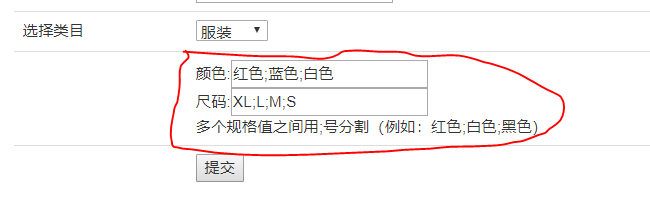 选择类目 服装
颜色:红色;蓝色;白色
尺码:XL;L;M;S
多个规格值之间用;号分割（例如：红色;白色;黑色）
提交